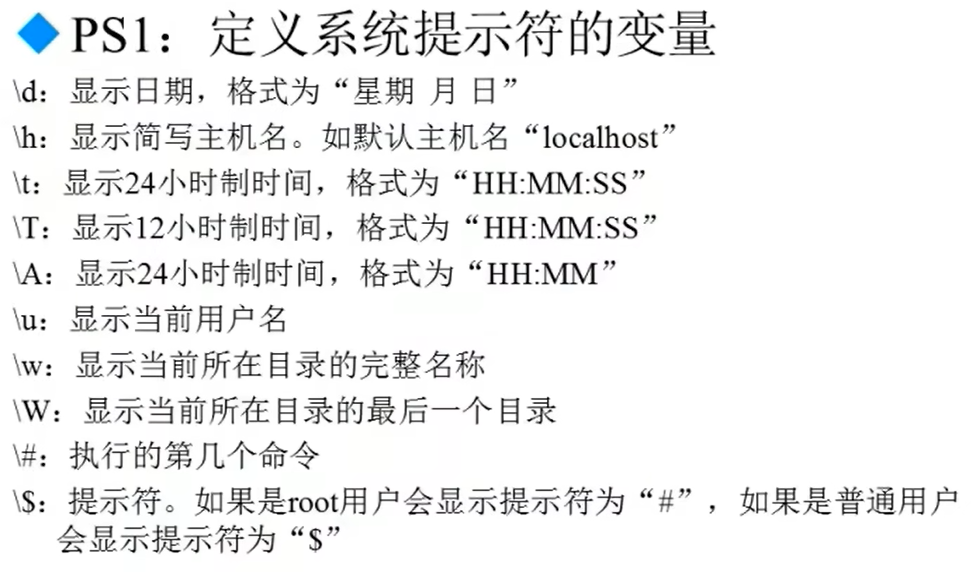 PS1：定义系统提示符的变量
\d：显示日期，格式为“星期 月 日”
\h：显示简写主机名。如默认主机名“localhost”
\t：显示24小时制时间，格式为“HH:MM:SS”
\T：显示12小时制时间，格式为“HH:MM:SS”
\A：显示24小时制时间，格式为“HH:MM”
\u：显示当前用户名
\w：显示当前所在目录的完整名称
\W：显示当前所在目录的最后一个目录
\#：执行的第几个命令
\$：提示符。如果是root用户会显示提示符为“#”，如果是普通用户
会显示提示符为“$”